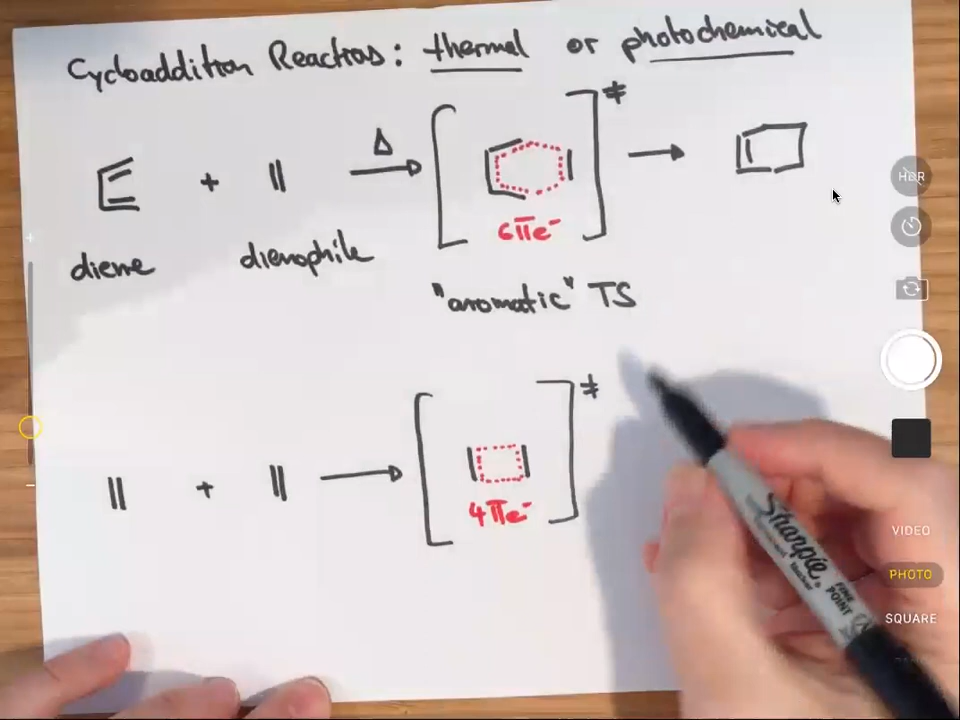 Cycloaddition Reactions: thermal or photochemical
+ Δ ≠
6πe⁻
diene dienophile
"aromatic" TS
≠
+
4πe⁻
Sharpie
FINE POINT
HDR
VIDEO
PHOTO
SQUARE